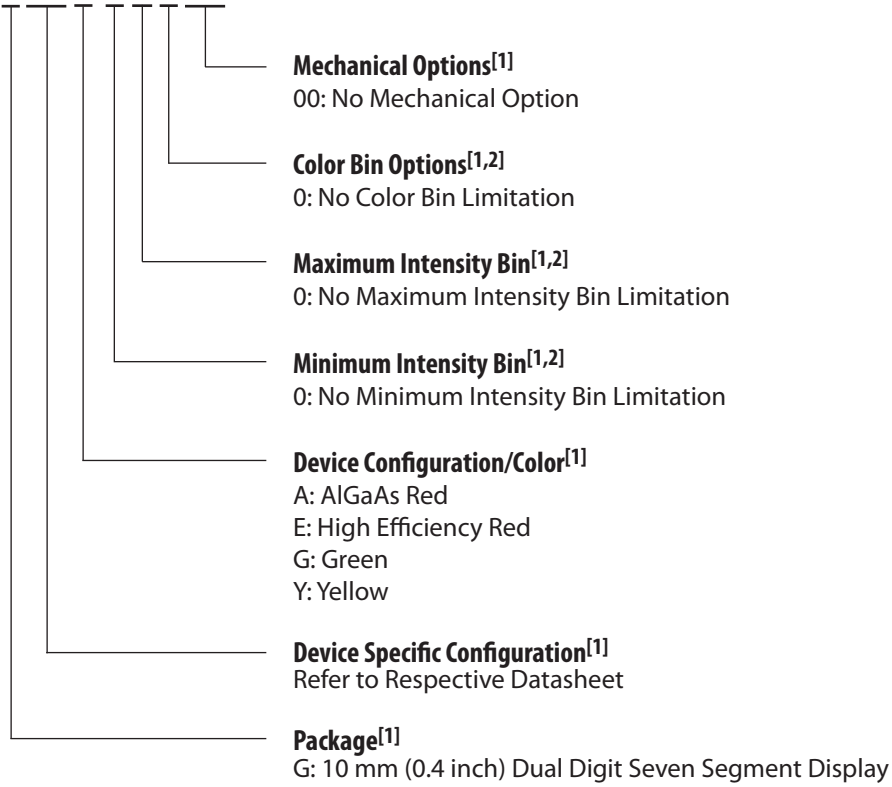 Mechanical Options[1]
00: No Mechanical Option
Color Bin Options[1,2]
0: No Color Bin Limitation
Maximum Intensity Bin[1,2]
0: No Maximum Intensity Bin Limitation
Minimum Intensity Bin[1,2]
0: No Minimum Intensity Bin Limitation
Device Configuration/Color[1]
A: AlGaAs Red
E: High Efficiency Red
G: Green
Y: Yellow
Device Specific Configuration[1]
Refer to Respective Datasheet
Package[1]
G: 10 mm (0.4 inch) Dual Digit Seven Segment Display